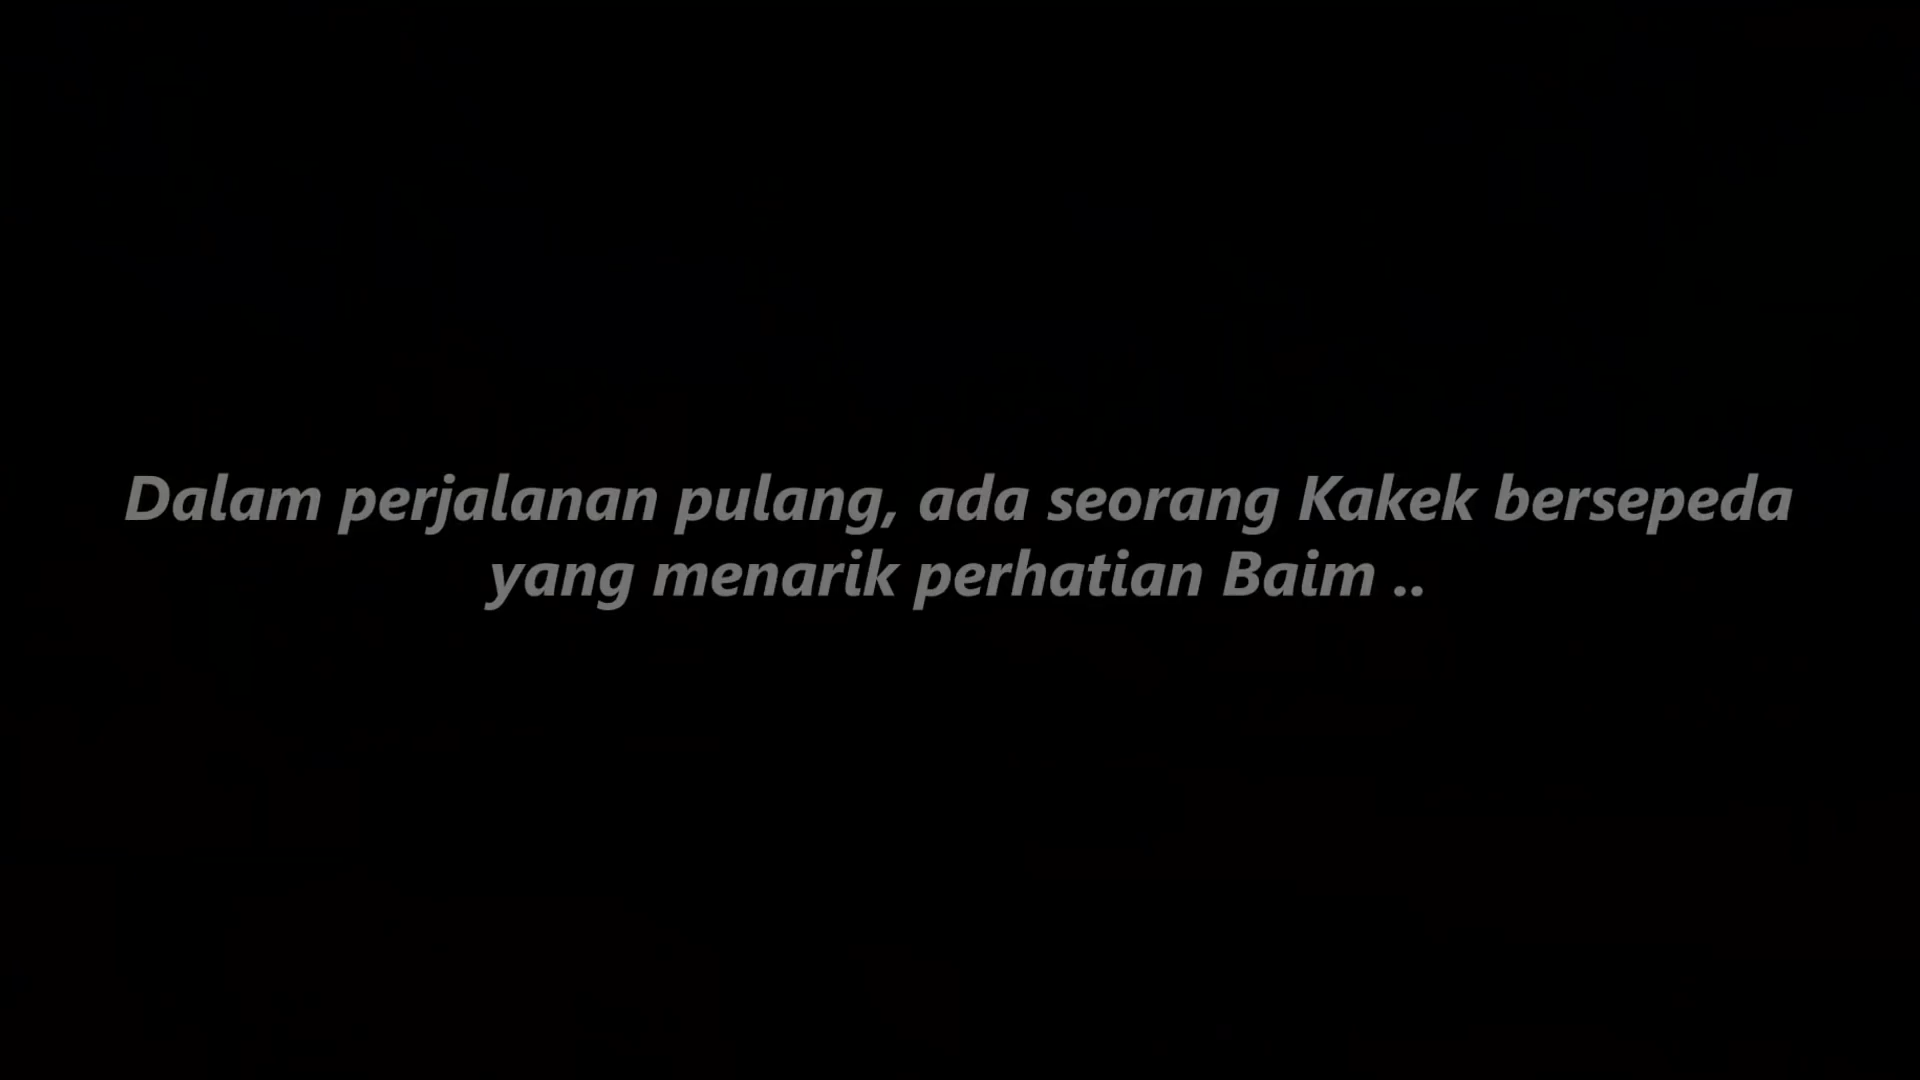 Dalam perjalanan pulang, ada seorang Kakek bersepeda
yang menarik perhatian Baim ..